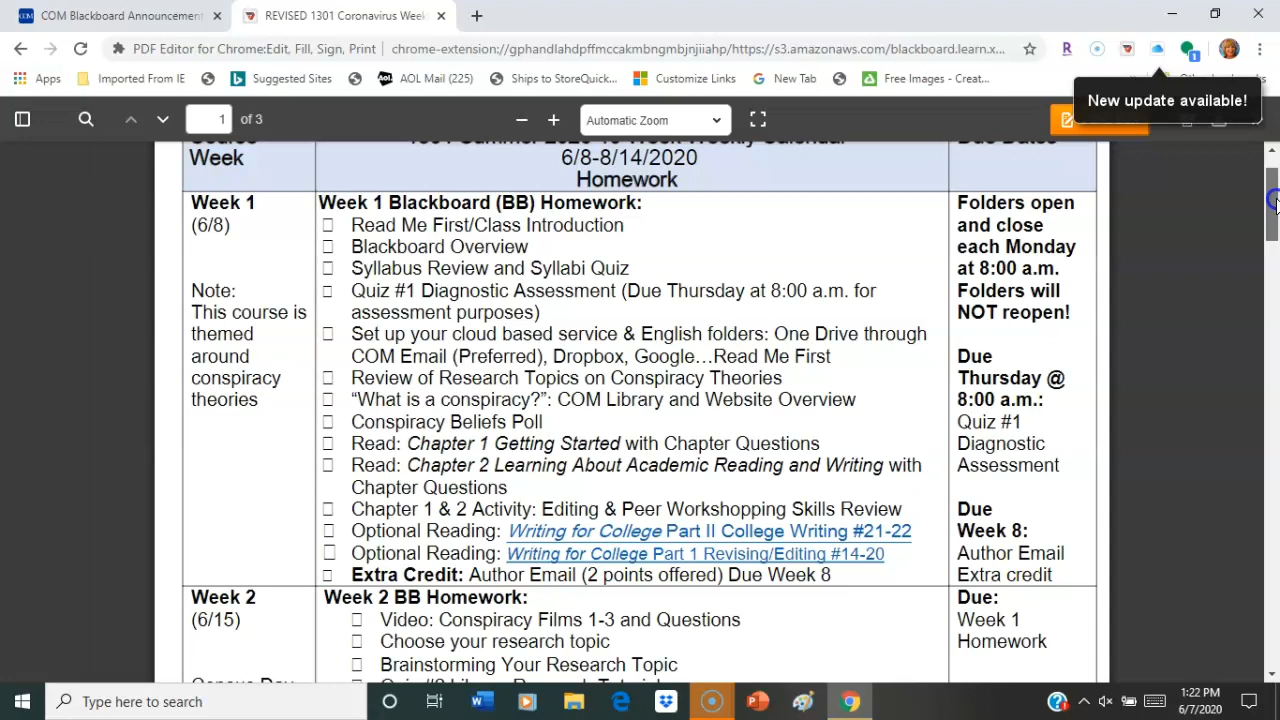 COM Blackboard Announcement
REVISED 1301 Coronavirus Week
PDF Editor for Chrome:Edit, Fill, Sign, Print
chrome-extension://gphandlahdpffmccakmbngmbjnjiiahp/https://s3.amazonaws.com/blackboard.learn.x...
Apps
Imported From IE
Suggested Sites
AOL Mail (225)
Ships to StoreQuick...
Customize Links
New Tab
Free Images - Creat...
New update available!
1 of 3
Automatic Zoom
Week
6/8-8/14/2020
Homework
Week 1
(6/8)
Note:
This course is
themed
around
conspiracy
theories
Week 1 Blackboard (BB) Homework:
Read Me First/Class Introduction
Blackboard Overview
Syllabus Review and Syllabi Quiz
Quiz #1 Diagnostic Assessment (Due Thursday at 8:00 a.m. for
assessment purposes)
Set up your cloud based service & English folders: One Drive through
COM Email (Preferred), Dropbox, Google…Read Me First
Review of Research Topics on Conspiracy Theories
“What is a conspiracy?”: COM Library and Website Overview
Conspiracy Beliefs Poll
Read: Chapter 1 Getting Started with Chapter Questions
Read: Chapter 2 Learning About Academic Reading and Writing with
Chapter Questions
Chapter 1 & 2 Activity: Editing & Peer Workshopping Skills Review
Optional Reading: Writing for College Part II College Writing #21-22
Optional Reading: Writing for College Part 1 Revising/Editing #14-20
Extra Credit: Author Email (2 points offered) Due Week 8
Folders open
and close
each Monday
at 8:00 a.m.
Folders will
NOT reopen!
Due
Thursday @
8:00 a.m.:
Quiz #1
Diagnostic
Assessment
Due
Week 8:
Author Email
Extra credit
Week 2
(6/15)
Week 2 BB Homework:
Video: Conspiracy Films 1-3 and Questions
Choose your research topic
Brainstorming Your Research Topic
Due:
Week 1
Homework
Type here to search
1:22 PM
6/7/2020